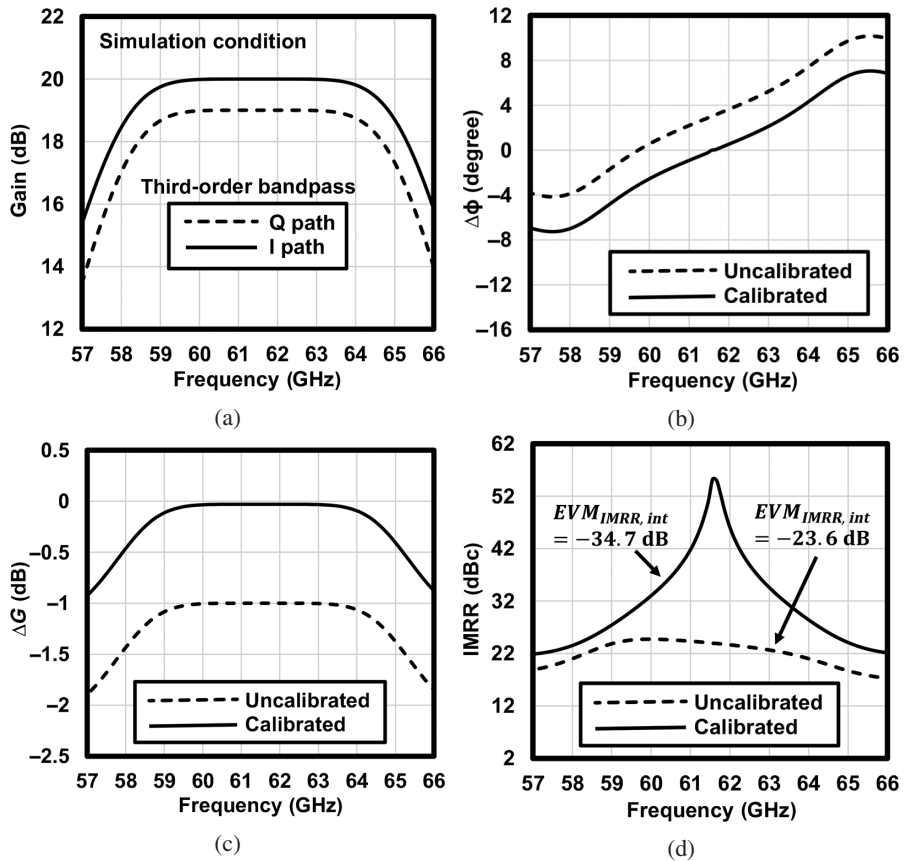 22
20
18
16
14
12
Gain (dB)
Simulation condition
Third-order bandpass
Q path
I path
57 58 59 60 61 62 63 64 65 66
Frequency (GHz)
(a)
12
8
4
0
−4
−8
−12
−16
Δϕ (degree)
Uncalibrated
Calibrated
57 58 59 60 61 62 63 64 65 66
Frequency (GHz)
(b)
0.5
0
−0.5
−1
−1.5
−2
−2.5
ΔG (dB)
Uncalibrated
Calibrated
57 58 59 60 61 62 63 64 65 66
Frequency (GHz)
(c)
62
52
42
32
22
12
2
IMRR (dBc)
EVM_IMRR, int
= −34.7 dB
EVM_IMRR, int
= −23.6 dB
Uncalibrated
Calibrated
57 58 59 60 61 62 63 64 65 66
Frequency (GHz)
(d)